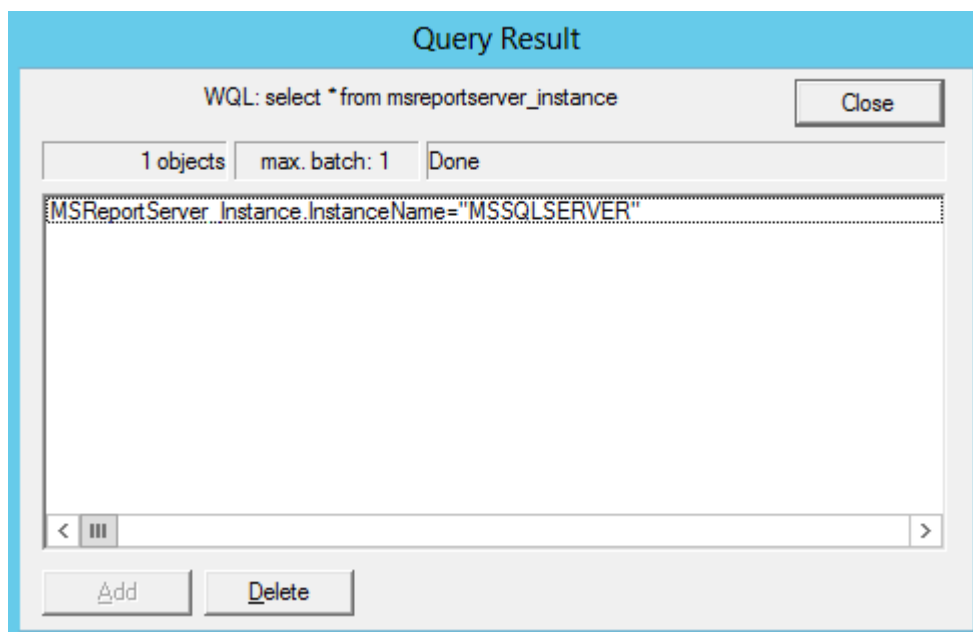 Query Result
WQL: select * from msreportserver_instance
Close
1 objects
max. batch: 1
Done
MSReportServer_Instance.InstanceName="MSSQLSERVER"
Add
Delete